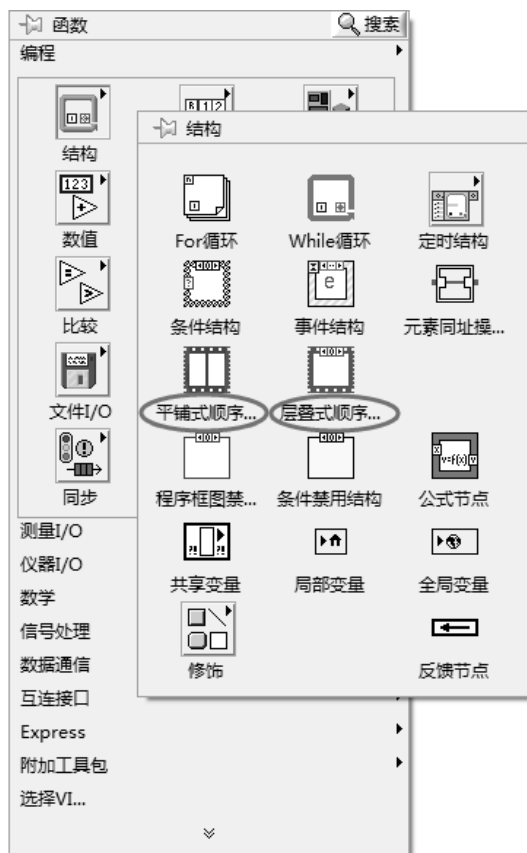 函数
搜索
编程
结构
数值
比较
文件I/O
同步
测量I/O
仪器I/O
数学
信号处理
数据通信
互连接口
Express
附加工具包
选择VI...
结构
For循环 While循环 定时结构
条件结构 事件结构 元素同址操...
平铺式顺序... 层叠式顺序...
程序框图禁... 条件禁用结构 公式节点
共享变量 局部变量 全局变量
修饰 反馈节点